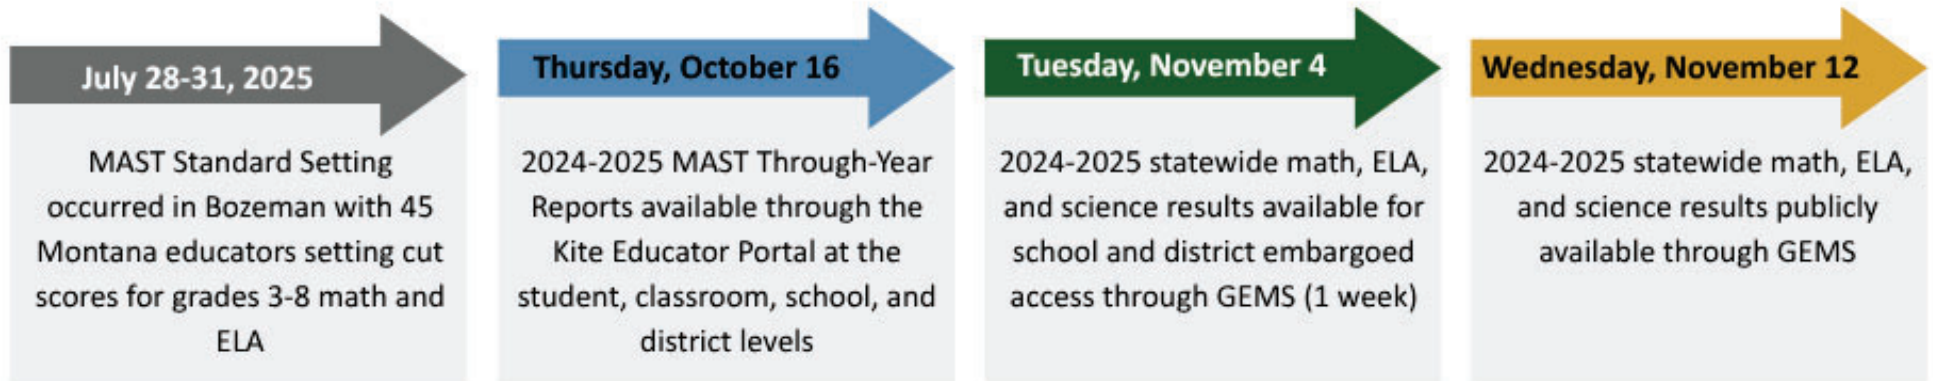 July 28-31, 2025
MAST Standard Setting
occurred in Bozeman with 45
Montana educators setting cut
scores for grades 3-8 math and
ELA
Thursday, October 16
2024-2025 MAST Through-Year
Reports available through the
Kite Educator Portal at the
student, classroom, school, and
district levels
Tuesday, November 4
2024-2025 statewide math, ELA,
and science results available for
school and district embargoed
access through GEMS (1 week)
Wednesday, November 12
2024-2025 statewide math, ELA,
and science results publicly
available through GEMS